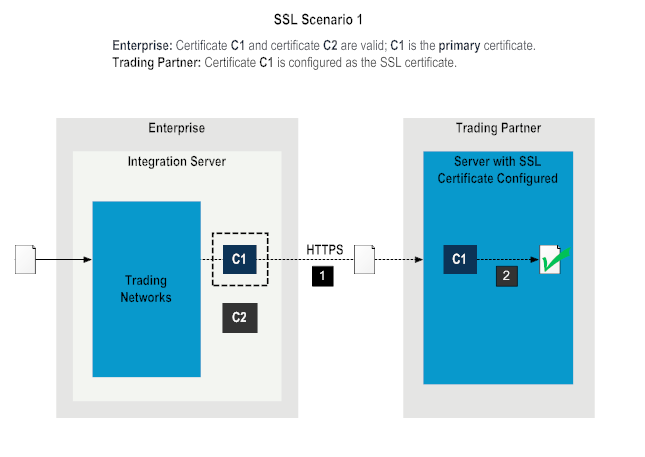 SSL Scenario 1
Enterprise: Certificate C1 and certificate C2 are valid; C1 is the primary certificate.
Trading Partner: Certificate C1 is configured as the SSL certificate.
Enterprise
Integration Server
Trading
Networks
C1
C2
HTTPS
1
Trading Partner
Server with SSL
Certificate Configured
C1
2